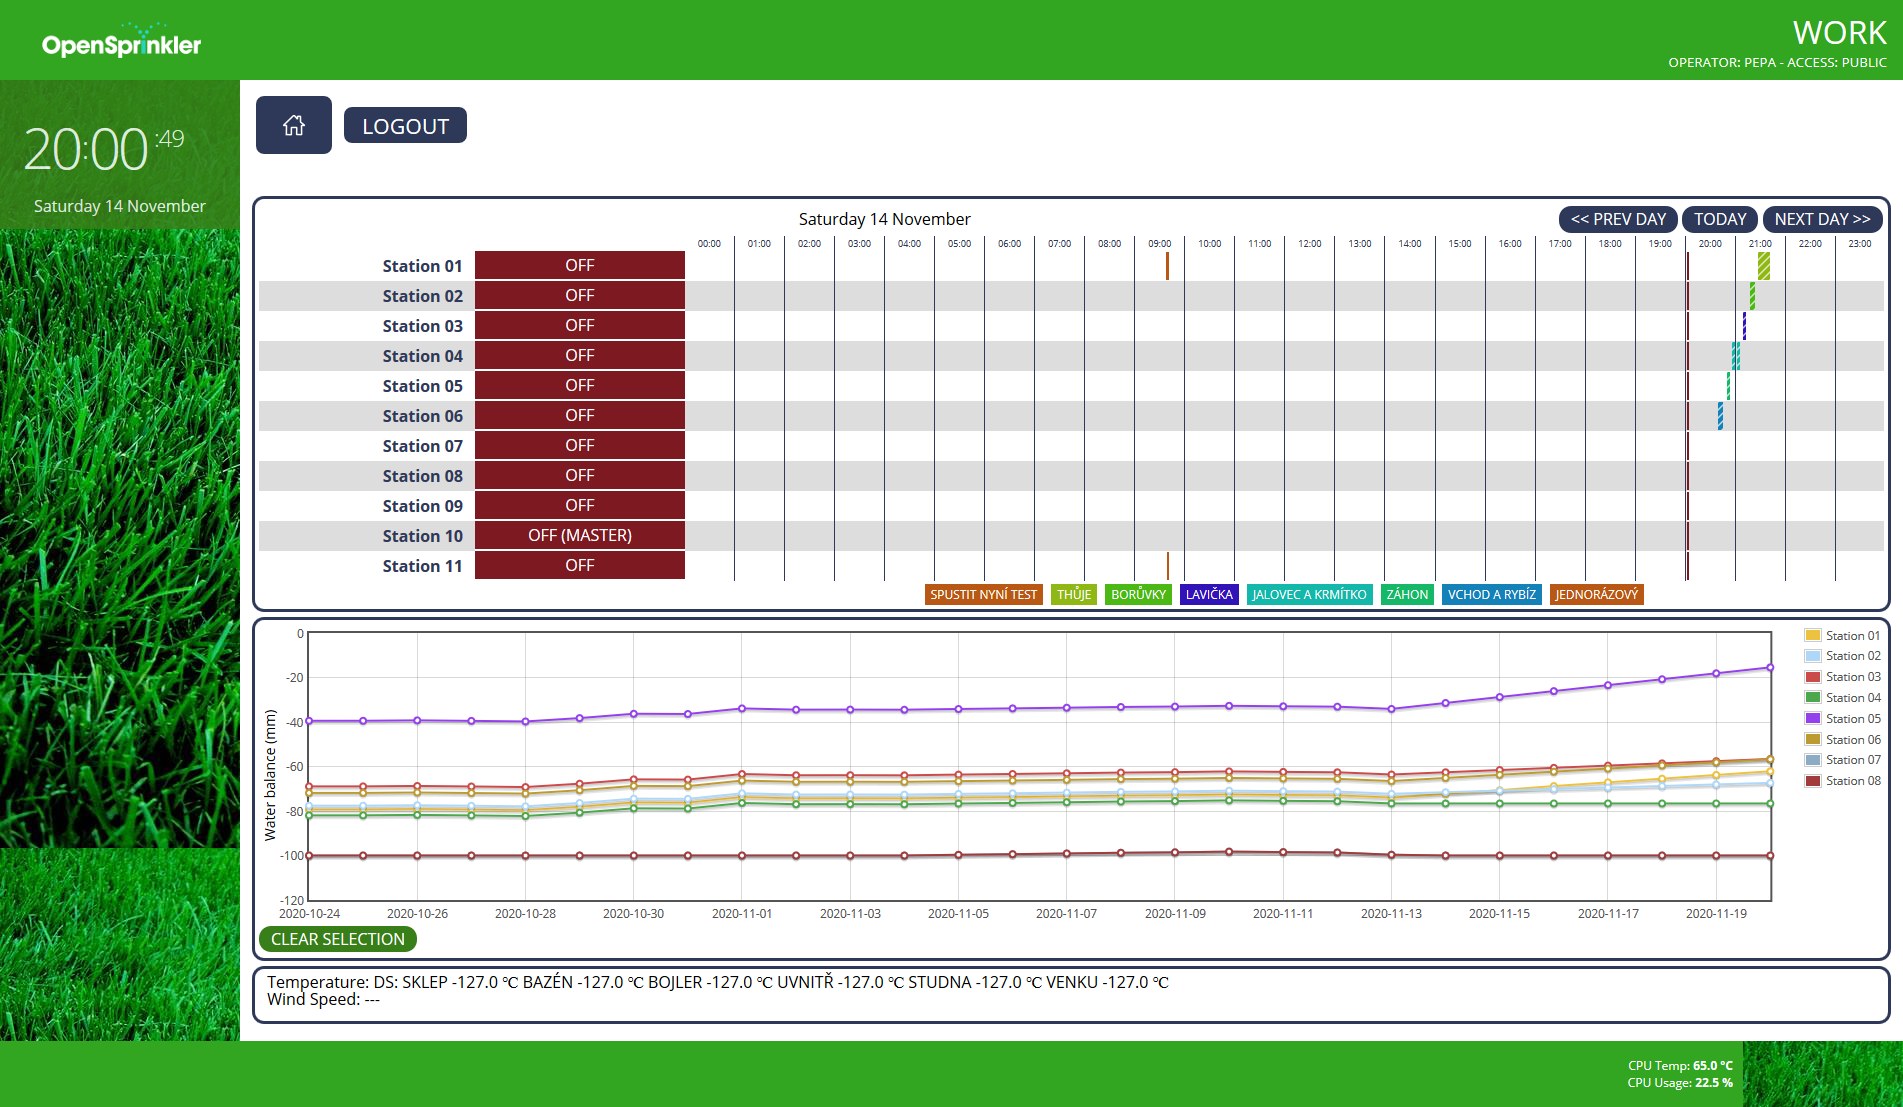 OpenSprinkler
WORK
OPERATOR: PEPA - ACCESS: PUBLIC
20:00 :49
Saturday 14 November
LOGOUT
Saturday 14 November
<< PREV DAY TODAY NEXT DAY >>
00:00 01:00 02:00 03:00 04:00 05:00 06:00 07:00 08:00 09:00 10:00 11:00 12:00 13:00 14:00 15:00 16:00 17:00 18:00 19:00 20:00 21:00 22:00 23:00
Station 01 OFF
Station 02 OFF
Station 03 OFF
Station 04 OFF
Station 05 OFF
Station 06 OFF
Station 07 OFF
Station 08 OFF
Station 09 OFF
Station 10 OFF (MASTER)
Station 11 OFF
SPUSTIT NYNÍ TEST THŮJE BORŮVKY LAVIČKA JALOVEC A KRMÍTKO ZÁHON VCHOD A RYBÍZ JEDNORÁZOVÝ
Water balance (mm)
0
-20
-40
-60
-80
-100
-120
2020-10-24 2020-10-26 2020-10-28 2020-10-30 2020-11-01 2020-11-03 2020-11-05 2020-11-07 2020-11-09 2020-11-11 2020-11-13 2020-11-15 2020-11-17 2020-11-19
Station 01
Station 02
Station 03
Station 04
Station 05
Station 06
Station 07
Station 08
CLEAR SELECTION
Temperature: DS: SKLEP -127.0 ℃ BAZÉN -127.0 ℃ BOJLER -127.0 ℃ UVNITŘ -127.0 ℃ STUDNA -127.0 ℃ VENKU -127.0 ℃
Wind Speed: ---
CPU Temp: 65.0 °C
CPU Usage: 22.5 %